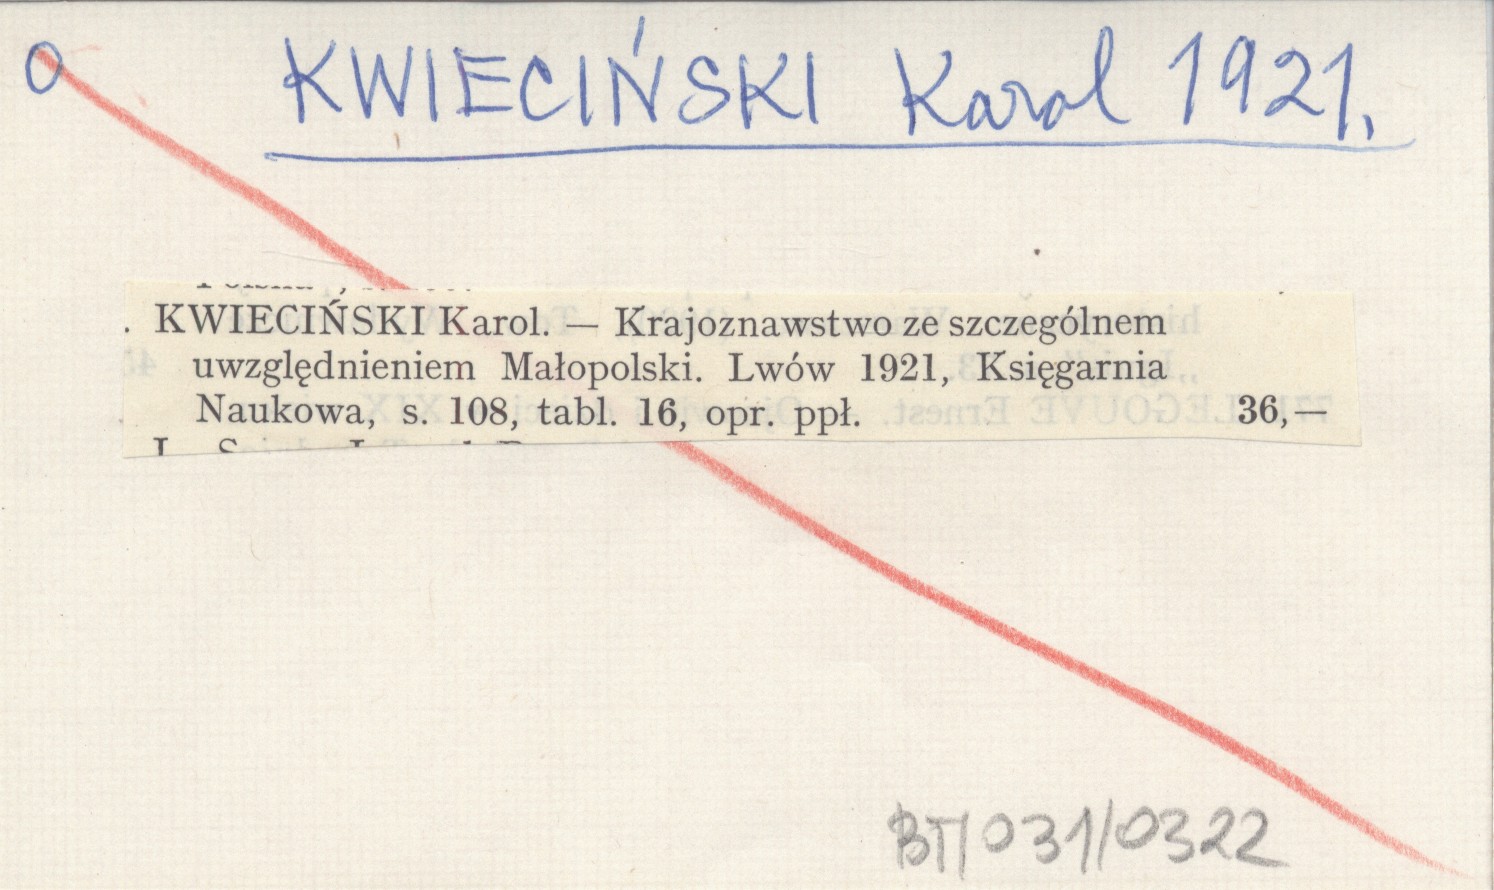 O
KWIECIŃSKI Karol 1921.
KWIECIŃSKI Karol. — Krajoznawstwo ze szczególnem
uwzględnieniem Małopolski. Lwów 1921, Księgarnia
Naukowa, s. 108, tabl. 16, opr. ppł. 36,—
BT/031/0322